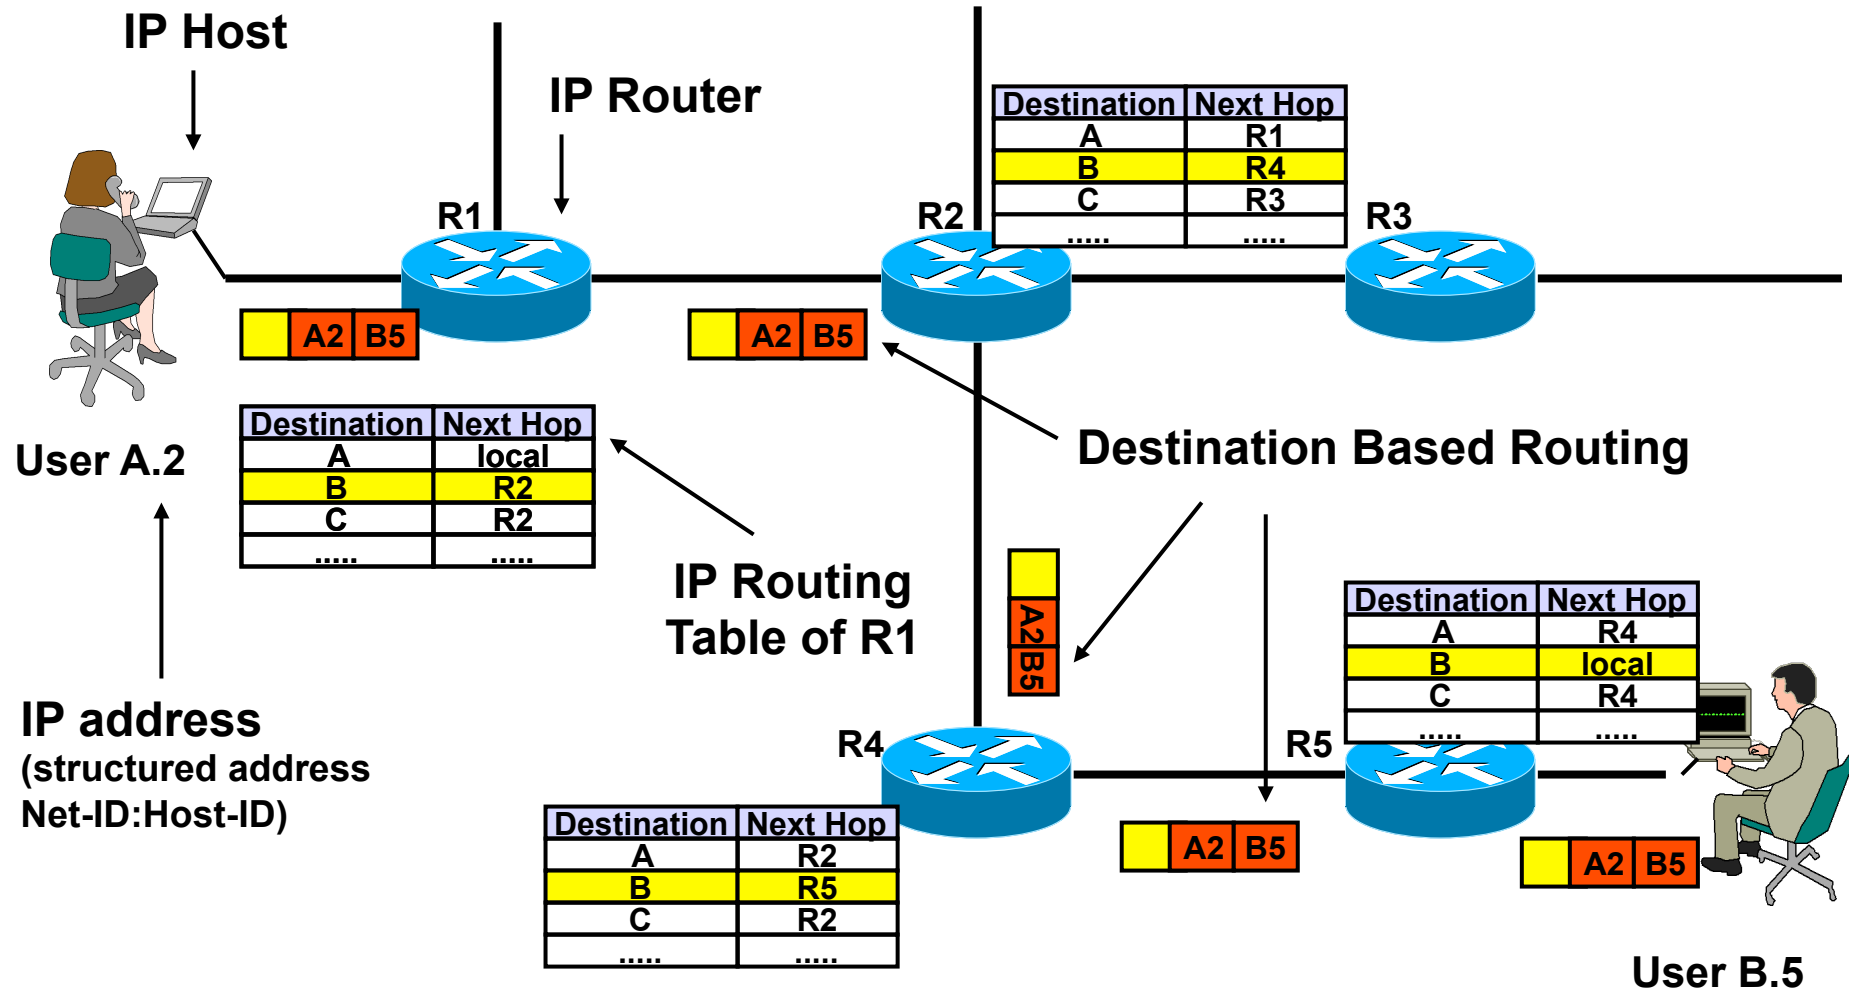 IP Host
IP Router
Destination Next Hop
A R1
B R4
C R3
..... .....
R1
R2
R3
A2 B5
A2 B5
User A.2
Destination Next Hop
A local
B R2
C R2
..... .....
Destination Based Routing
IP Routing
Table of R1
A2 B5
Destination Next Hop
A R4
B local
C R4
..... .....
IP address
(structured address
Net-ID:Host-ID)
R4
R5
Destination Next Hop
A R2
B R5
C R2
..... .....
A2 B5
A2 B5
User B.5